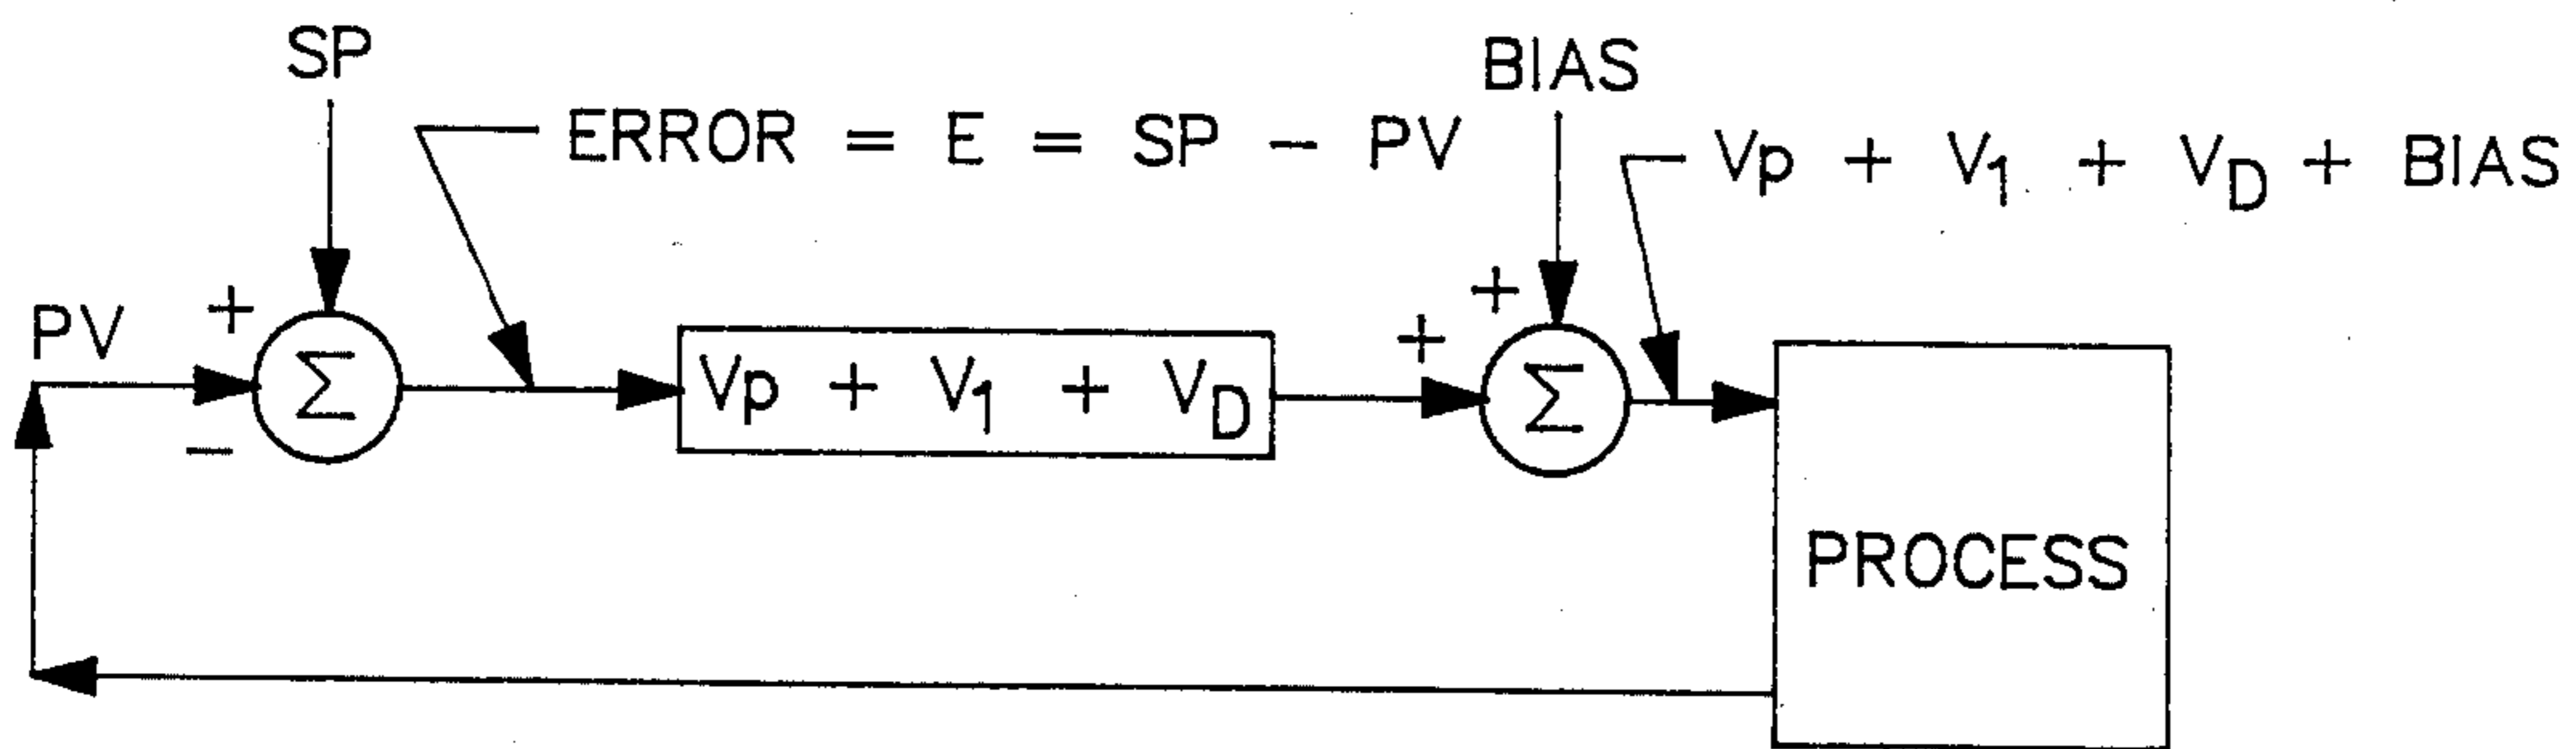 SP
ERROR = E = SP - PV
BIAS
Vp + V1 + VD + BIAS
PV
+
-
Σ
Vp + V1 + VD
+
+
Σ
PROCESS